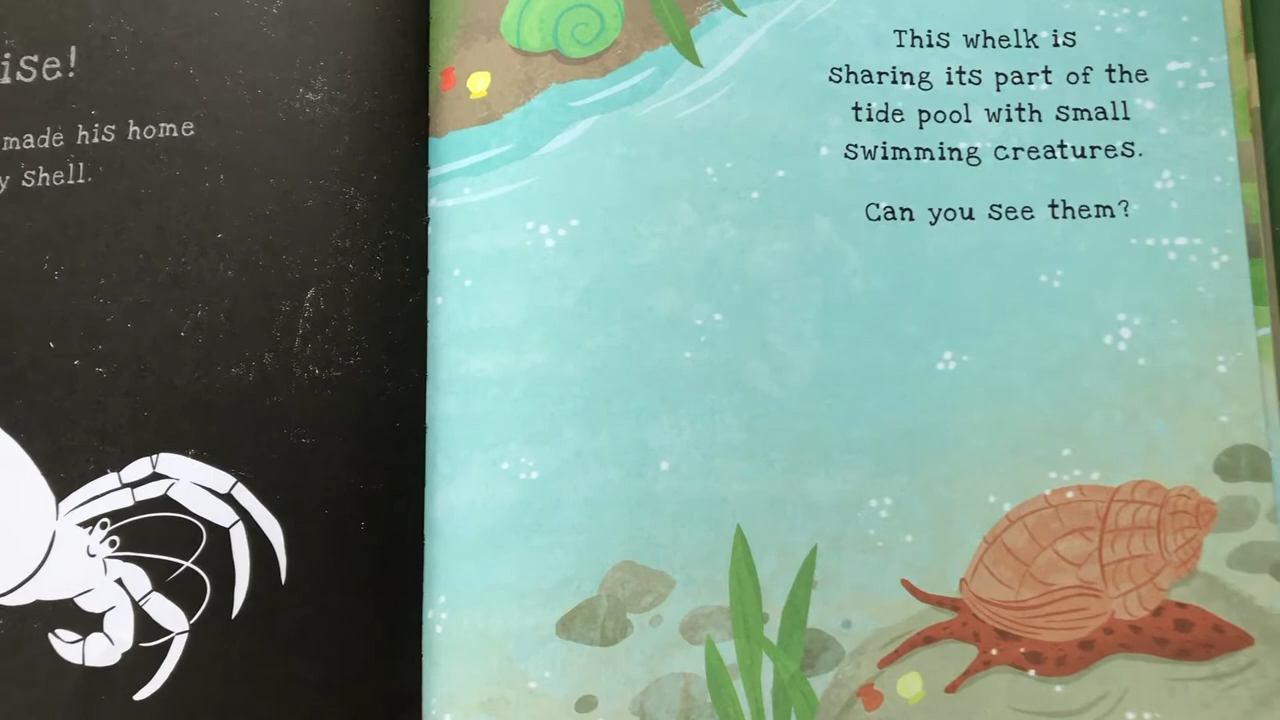 ise!
made his home
y shell.
This whelk is
sharing its part of the
tide pool with small
swimming creatures.
Can you see them?